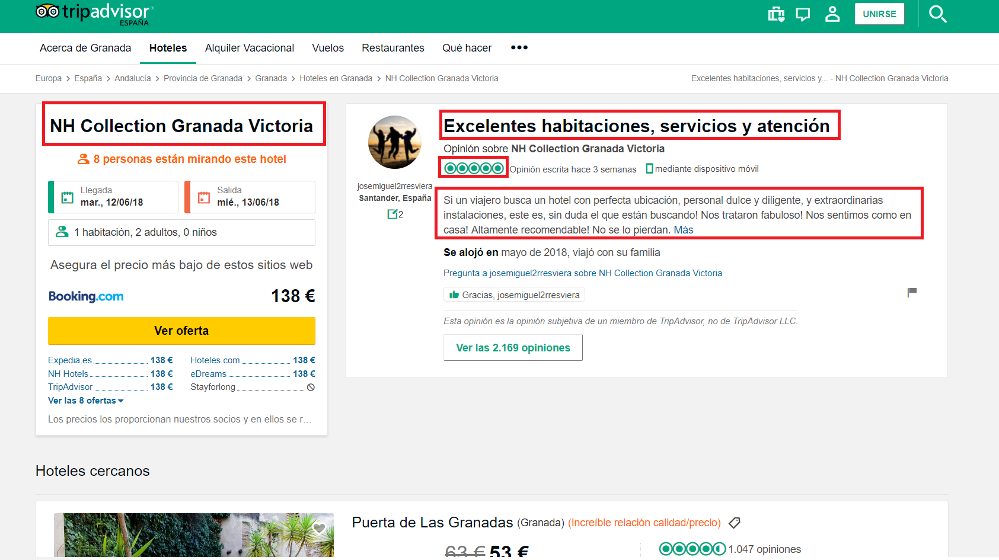 tripadvisor®
ESPAÑA
UNIRSE
Acerca de Granada Hoteles Alquiler Vacacional Vuelos Restaurantes Qué hacer •••
Europa > España > Andalucía > Provincia de Granada > Granada > Hoteles en Granada > NH Collection Granada Victoria
Excelentes habitaciones, servicios y... - NH Collection Granada Victoria
NH Collection Granada Victoria
8 personas están mirando este hotel
Llegada
mar., 12/06/18
Salida
mié., 13/06/18
1 habitación, 2 adultos, 0 niños
Asegura el precio más bajo de estos sitios web
Booking.com 138 €
Ver oferta
Expedia.es 138 € Hoteles.com 138 €
NH Hotels 138 € eDreams 138 €
TripAdvisor 138 € Stayforlong
Ver las 8 ofertas
Los precios los proporcionan nuestros socios y en ellos se r…
josemiguel2rresviera
Santander, España
2
Excelentes habitaciones, servicios y atención
Opinión sobre NH Collection Granada Victoria
Opinión escrita hace 3 semanas mediante dispositivo móvil
Si un viajero busca un hotel con perfecta ubicación, personal dulce y diligente, y extraordinarias
instalaciones, este es, sin duda el que están buscando! Nos trataron fabuloso! Nos sentimos como en
casa! Altamente recomendable! No se lo pierdan. Más
Se alojó en mayo de 2018, viajó con su familia
Pregunta a josemiguel2rresviera sobre NH Collection Granada Victoria
Gracias, josemiguel2rresviera
Esta opinión es la opinión subjetiva de un miembro de TripAdvisor, no de TripAdvisor LLC.
Ver las 2.169 opiniones
Hoteles cercanos
Puerta de Las Granadas (Granada) (Increíble relación calidad/precio)
63 € 53 €
1.047 opiniones